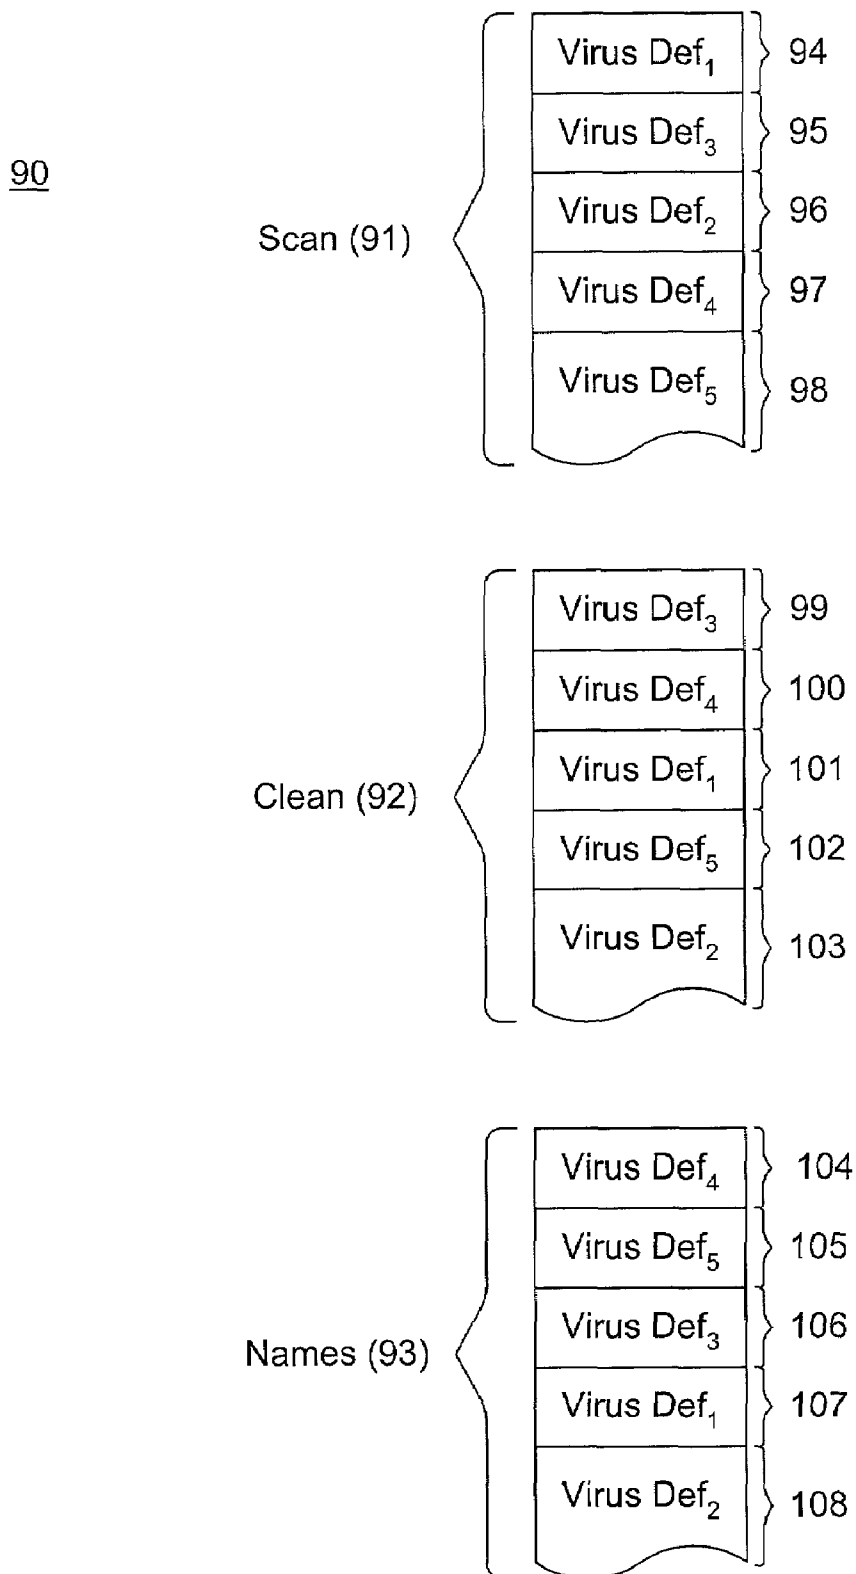 90
Scan (91)
Virus Def₁ 94
Virus Def₃ 95
Virus Def₂ 96
Virus Def₄ 97
Virus Def₅ 98
Clean (92)
Virus Def₃ 99
Virus Def₄ 100
Virus Def₁ 101
Virus Def₅ 102
Virus Def₂ 103
Names (93)
Virus Def₄ 104
Virus Def₅ 105
Virus Def₃ 106
Virus Def₁ 107
Virus Def₂ 108